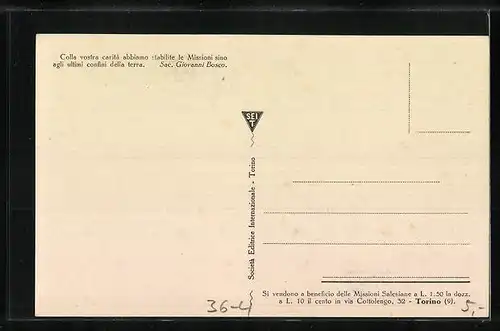 Colla vostra carità abbiamo stabilite le Missioni sino
agli ultimi confini della terra. Sac. Giovanni Bosco.
SEI
T
Società Editrice Internazionale - Torino
Si vendono a beneficio delle Missioni Salesiane a L. 1.50 la dozz.
a L. 10 il cento in via Cottolengo, 32 - Torino (9).
36-4
5,-